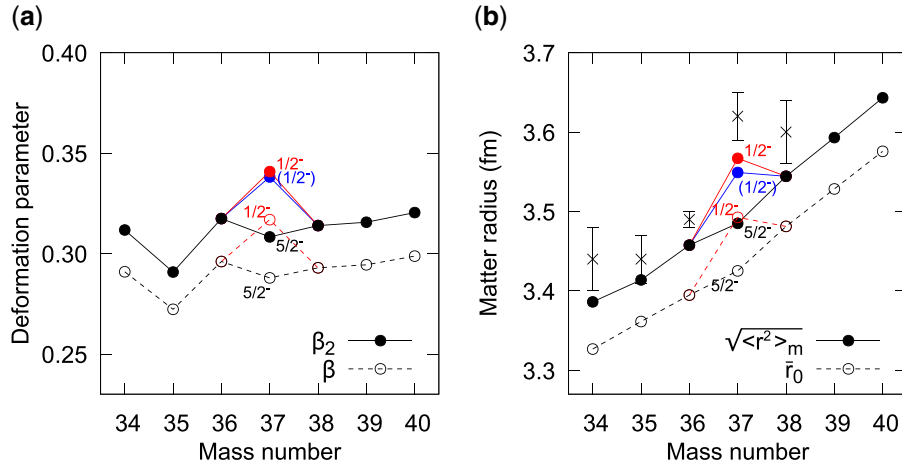 (a)
0.40
0.35
0.30
0.25
Deformation parameter
1/2⁻
(1/2⁻)
1/2⁻
5/2⁻
5/2⁻
β₂
β
34 35 36 37 38 39 40
Mass number
(b)
3.7
3.6
3.5
3.4
3.3
Matter radius (fm)
1/2⁻
(1/2⁻)
1/2⁻
5/2⁻
5/2⁻
√<r²>ₘ
r̄₀
34 35 36 37 38 39 40
Mass number